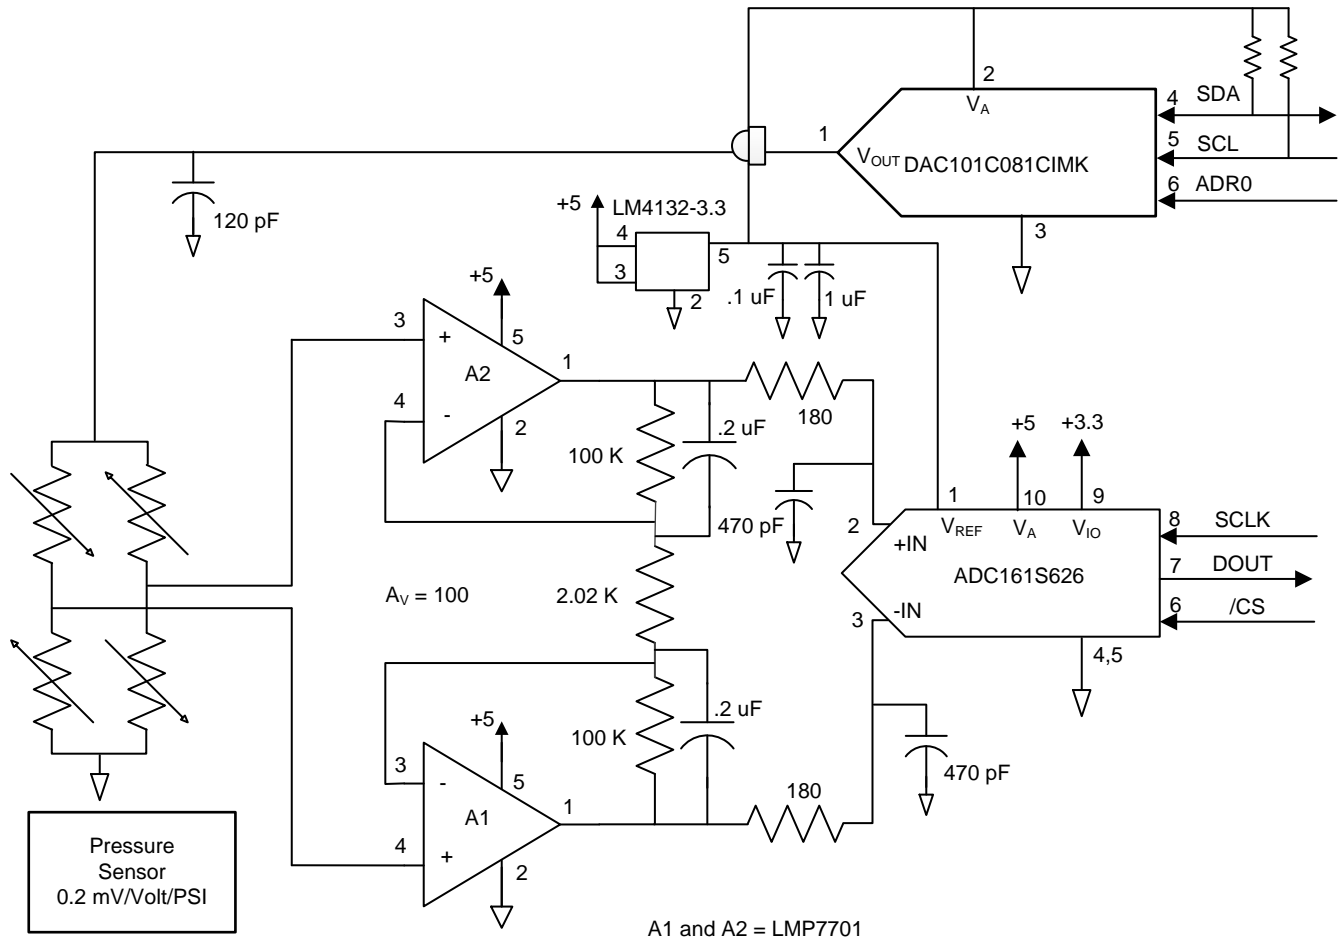 2
V_A
4
SDA
1
V_OUT DAC101C081CIMK
5
SCL
6
ADR0
3
120 pF
+5
LM4132-3.3
4
5
3
2
.1 uF
1 uF
+5
3
+
5
A2
1
4
-
2
180
.2 uF
100 K
470 pF
+5
+3.3
1
10
9
2
V_REF
V_A
V_IO
8
SCLK
+IN
ADC161S626
7
DOUT
-IN
3
6
/CS
4,5
A_V = 100
2.02 K
.2 uF
+5
100 K
3
-
5
A1
1
180
470 pF
4
+
2
Pressure
Sensor
0.2 mV/Volt/PSI
A1 and A2 = LMP7701